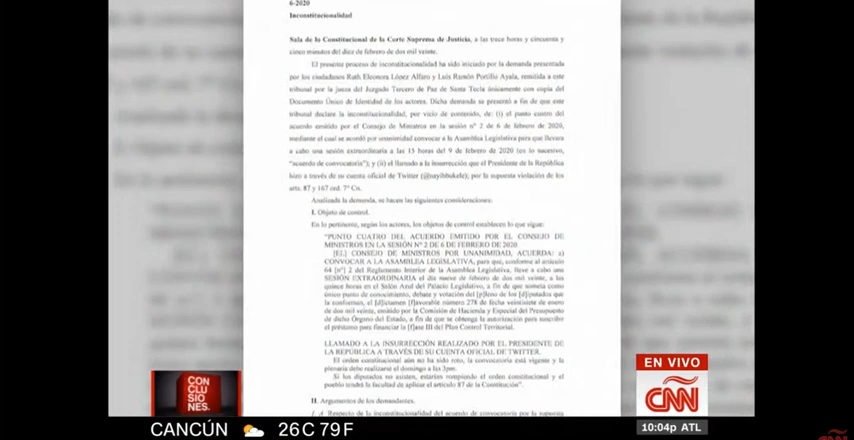 6-2020
Inconstitucionalidad
Sala de lo Constitucional de la Corte Suprema de Justicia, a las trece horas y cincuenta y
cinco minutos del diez de febrero de dos mil veinte.
El presente proceso de inconstitucionalidad ha sido iniciado por la demanda presentada
por los ciudadanos Ruth Eleonora López Alfaro y Luis Ramón Portillo Ayala, remitida a este
tribunal por la jueza del Juzgado Tercero de Paz de Santa Tecla únicamente con copia del
Documento Único de Identidad de los actores. Dicha demanda se presentó a fin de que este
tribunal declare la inconstitucionalidad, por vicio de contenido, de: (i) el punto cuatro del
acuerdo emitido por el Consejo de Ministros en la sesión nº 2 de 6 de febrero de 2020,
mediante el cual se acordó por unanimidad convocar a la Asamblea Legislativa para que llevara
a cabo una sesión extraordinaria a las 15 horas del 9 de febrero de 2020 (en lo sucesivo,
"acuerdo de convocatoria"); y (ii) el llamado a la insurrección que el Presidente de la República
hizo a través de su cuenta oficial de Twitter (@nayibbukele); por la supuesta violación de los
arts. 87 y 167 ord. 7º Cn.
Analizada la demanda, se hacen las siguientes consideraciones:
I. Objeto de control.
En lo pertinente, según los actores, los objetos de control establecen lo que sigue:
"PUNTO CUATRO DEL ACUERDO EMITIDO POR EL CONSEJO DE
MINISTROS EN LA SESIÓN Nº 2 DE 6 DE FEBRERO DE 2020
[EL] CONSEJO DE MINISTROS POR UNANIMIDAD, ACUERDA: a)
CONVOCAR A LA ASAMBLEA LEGISLATIVA, para que, conforme al artículo
64 [nº] 2 del Reglamento Interior de la Asamblea Legislativa, lleve a cabo una
SESIÓN EXTRAORDINARIA el día nueve de febrero de dos mil veinte, a las
quince horas en el Salón Azul del Palacio Legislativo, a fin de que someta como
único punto de conocimiento, debate y votación del [p]leno de los [d]iputados que
la conforman, el [d]ictamen [f]avorable número 278 de fecha veintisiete de enero
de dos mil veinte, emitido por la Comisión de Hacienda y Especial del Presupuesto
de dicho Órgano del Estado, a fin de que se obtenga la autorización para suscribir
el préstamo para financiar la [f]ase III del Plan Control Territorial.
LLAMADO A LA INSURRECCIÓN REALIZADO POR EL PRESIDENTE DE
LA REPÚBLICA A TRAVÉS DE SU CUENTA OFICIAL DE TWITTER.
El orden constitucional aún no ha sido roto, la convocatoria está vigente y la
plenaria debe realizarse el domingo a las 3pm.
Si los diputados no asisten, estarían rompiendo el orden constitucional y el
pueblo tendrá la facultad de aplicar el artículo 87 de la Constitución".
II. Argumentos de los demandantes.
1. A. Respecto de la inconstitucionalidad del acuerdo de convocatoria por la supuesta
CON
CLU
SIO
NES.
EN VIVO
CNN
CANCÚN 26C 79F
10:04p ATL